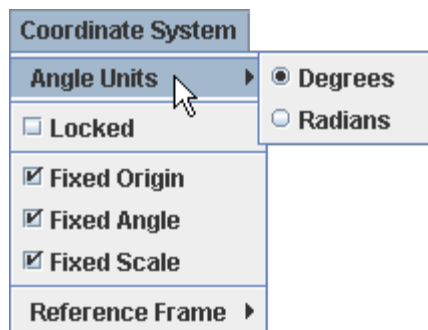 Coordinate System
Angle Units
Degrees
Radians
Locked
Fixed Origin
Fixed Angle
Fixed Scale
Reference Frame